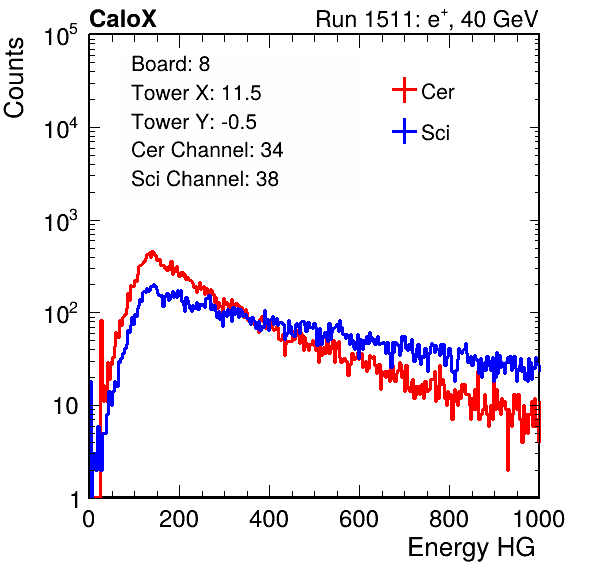 CaloX
Run 1511: e⁺, 40 GeV
Counts
10⁵
10⁴
10³
10²
10
1
Board: 8
Tower X: 11.5
Tower Y: -0.5
Cer Channel: 34
Sci Channel: 38
Cer
Sci
0 200 400 600 800 1000
Energy HG